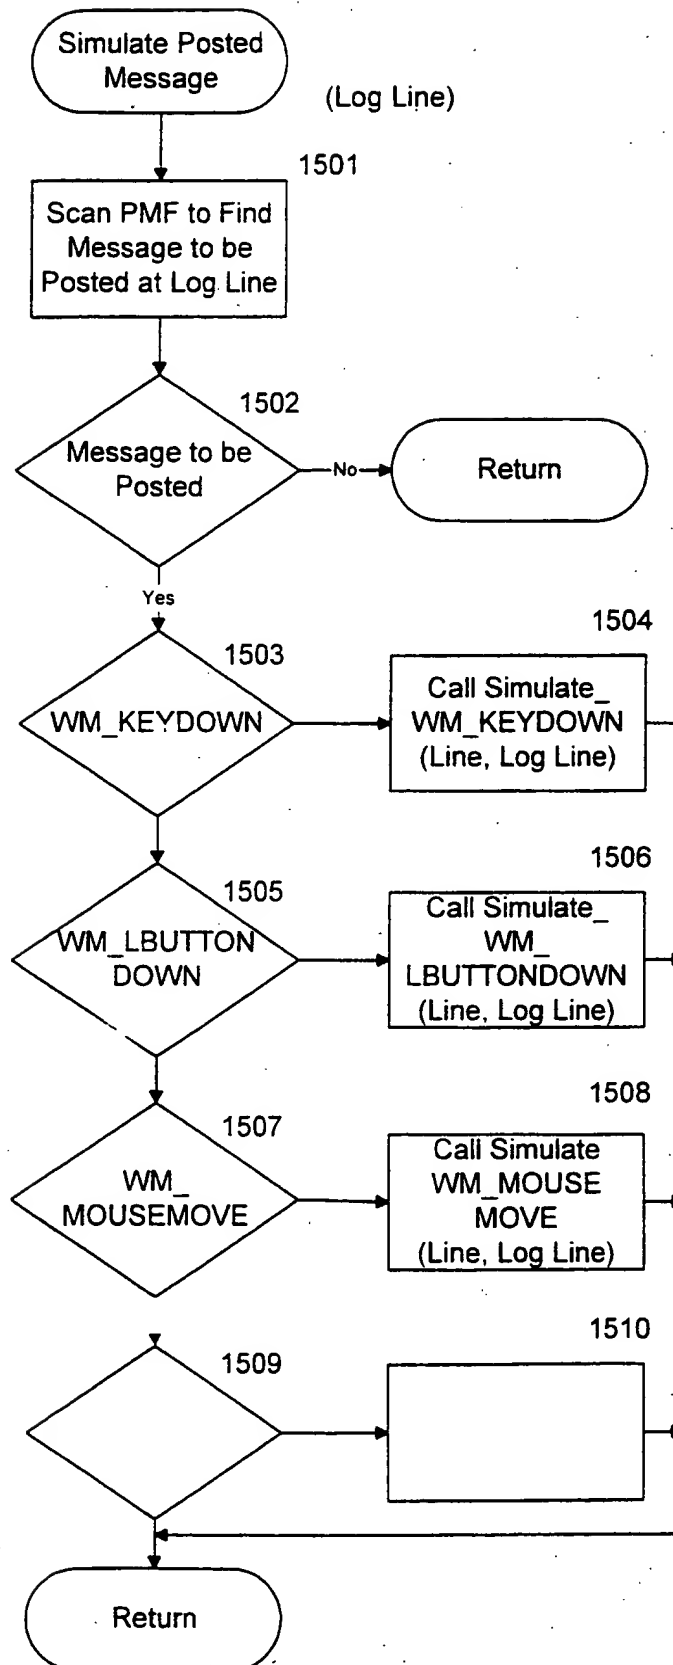 Simulate Posted
Message
(Log Line)
1501
Scan PMF to Find
Message to be
Posted at Log Line
1502
Message to be
Posted
No
Return
Yes
1503
WM_KEYDOWN
1504
Call Simulate_
WM_KEYDOWN
(Line, Log Line)
1505
WM_LBUTTON
DOWN
1506
Call Simulate_
WM_
LBUTTONDOWN
(Line, Log Line)
1507
WM_
MOUSEMOVE
1508
Call Simulate
WM_MOUSE
MOVE
(Line, Log Line)
1509
1510
Return